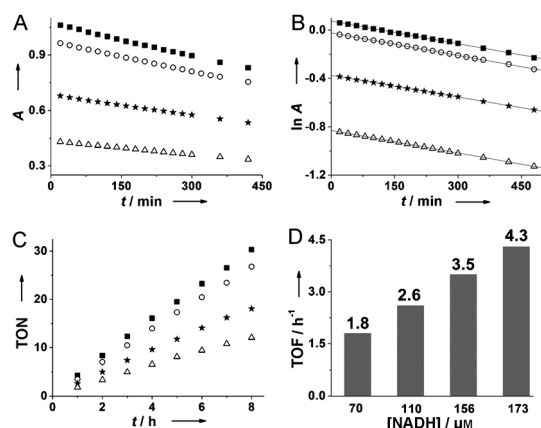 A
0.9
0.6
0.3
A
0 150 300 450
t / min
B
0.0
-0.4
-0.8
-1.2
ln A
0 150 300 450
t / min
C
30
20
10
0
TON
0 2 4 6 8
t / h
D
4.5
3.0
1.5
0.0
TOF / h⁻¹
1.8
2.6
3.5
4.3
70 110 156 173
[NADH] / μM